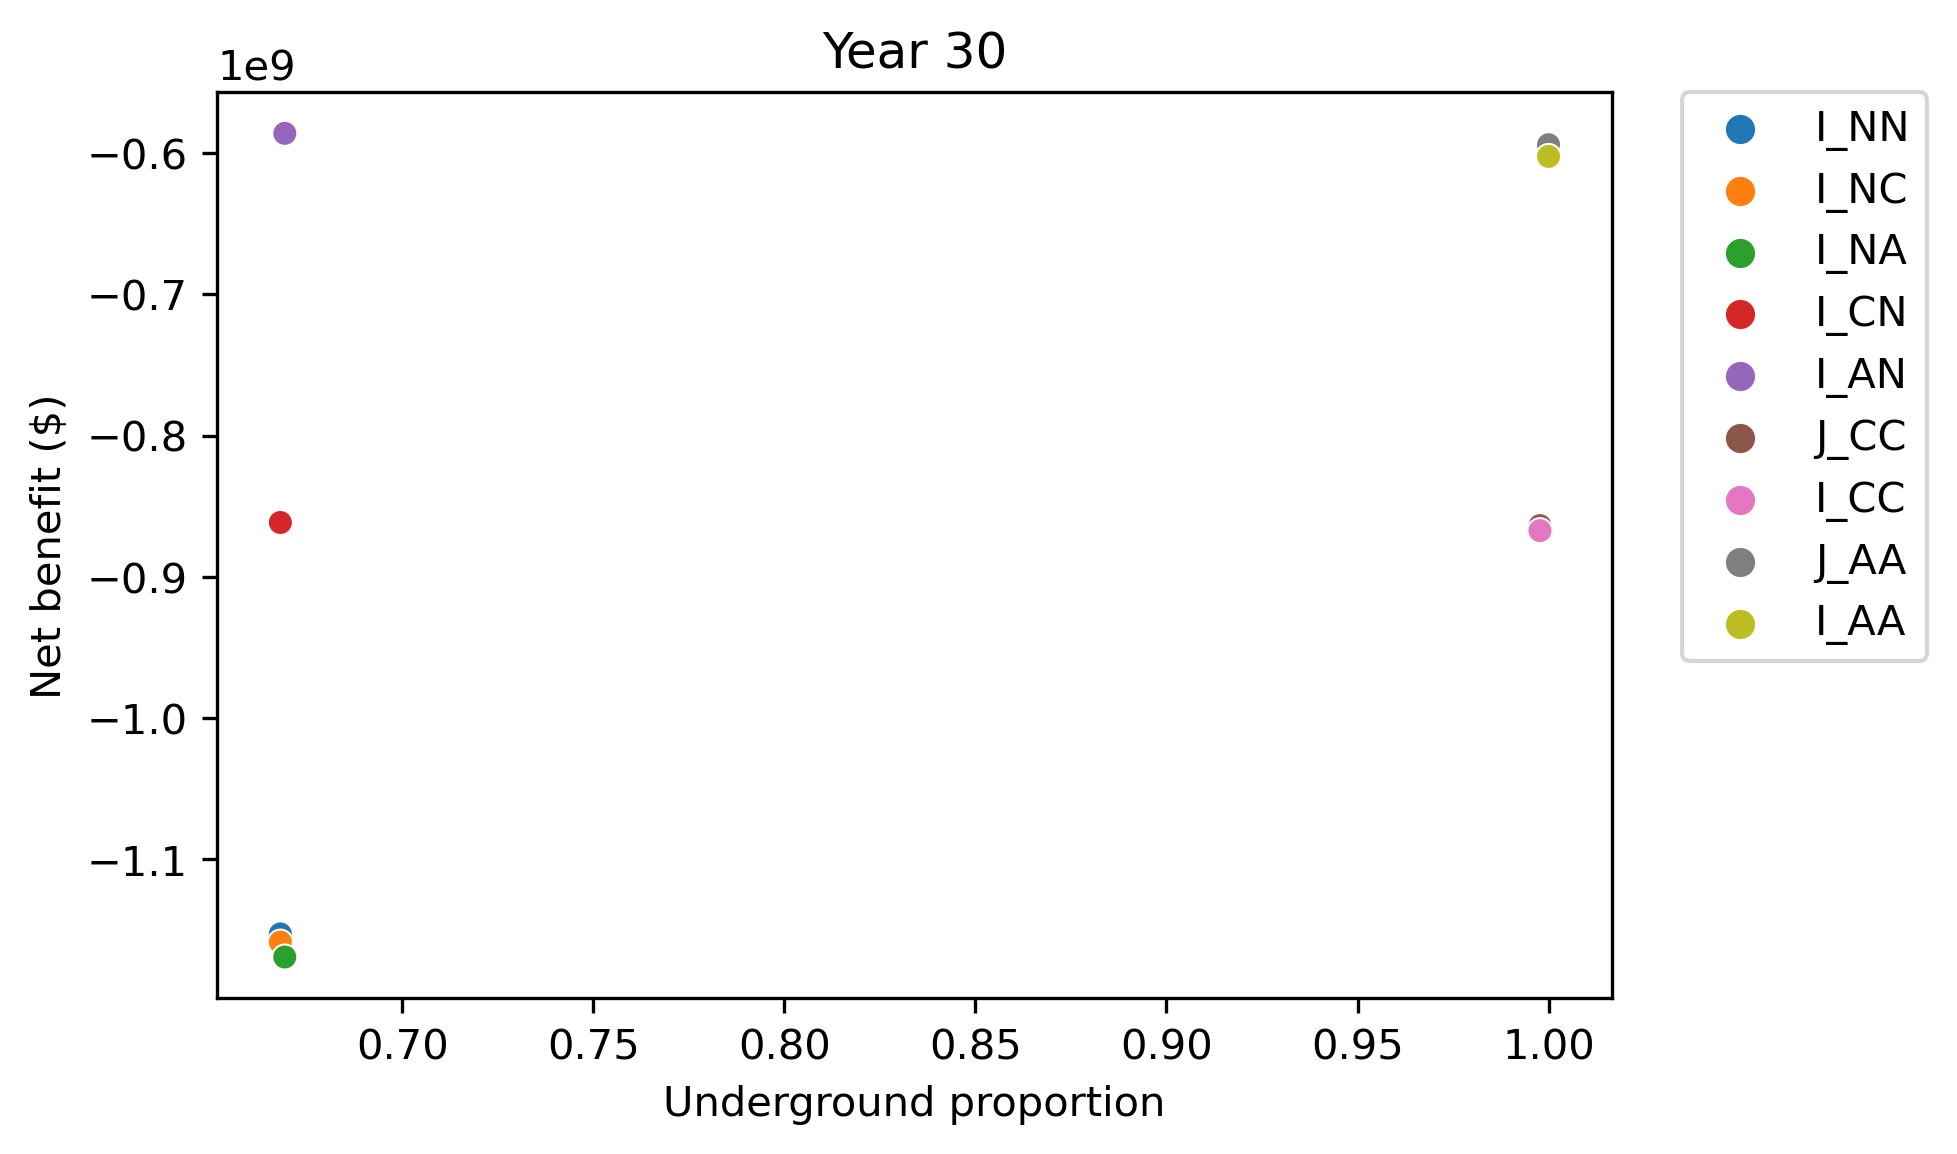 Year 30
1e9
−0.6
−0.7
−0.8
−0.9
−1.0
−1.1
Net benefit ($)
0.70 0.75 0.80 0.85 0.90 0.95 1.00
Underground proportion
I_NN
I_NC
I_NA
I_CN
I_AN
J_CC
I_CC
J_AA
I_AA